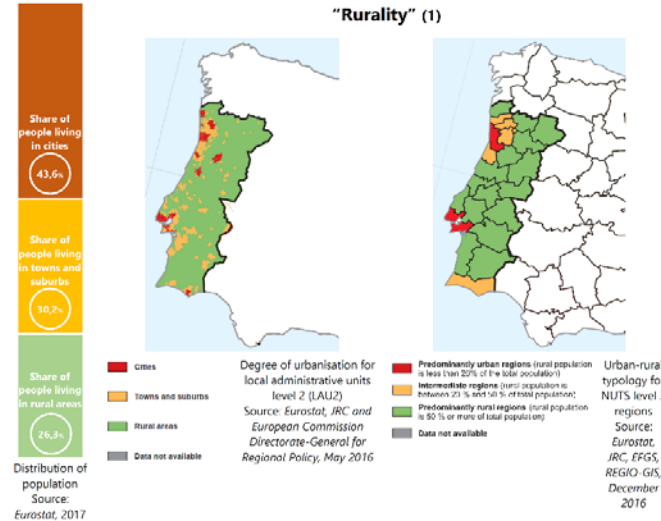 "Rurality" (1)
Share of
people living
in cities
43,6%
Share of
people living
in towns and
suburbs
30,2%
Share of
people living
in rural areas
26,3%
Distribution of
population
Source:
Eurostat, 2017
Cities
Towns and suburbs
Rural areas
Data not available
Degree of urbanisation for
local administrative units
level 2 (LAU2)
Source: Eurostat, JRC and
European Commission
Directorate-General for
Regional Policy, May 2016
Predominantly urban regions (rural population
is less than 20% of the total population)
Intermediate regions (rural population is
between 20 % and 50 % of total population)
Predominantly rural regions (rural population
is 50 % or more of total population)
Data not available
Urban-rural
typology fo
NUTS level
regions
Source:
Eurostat,
JRC, EFGS,
REGIO-GIS,
December
2016